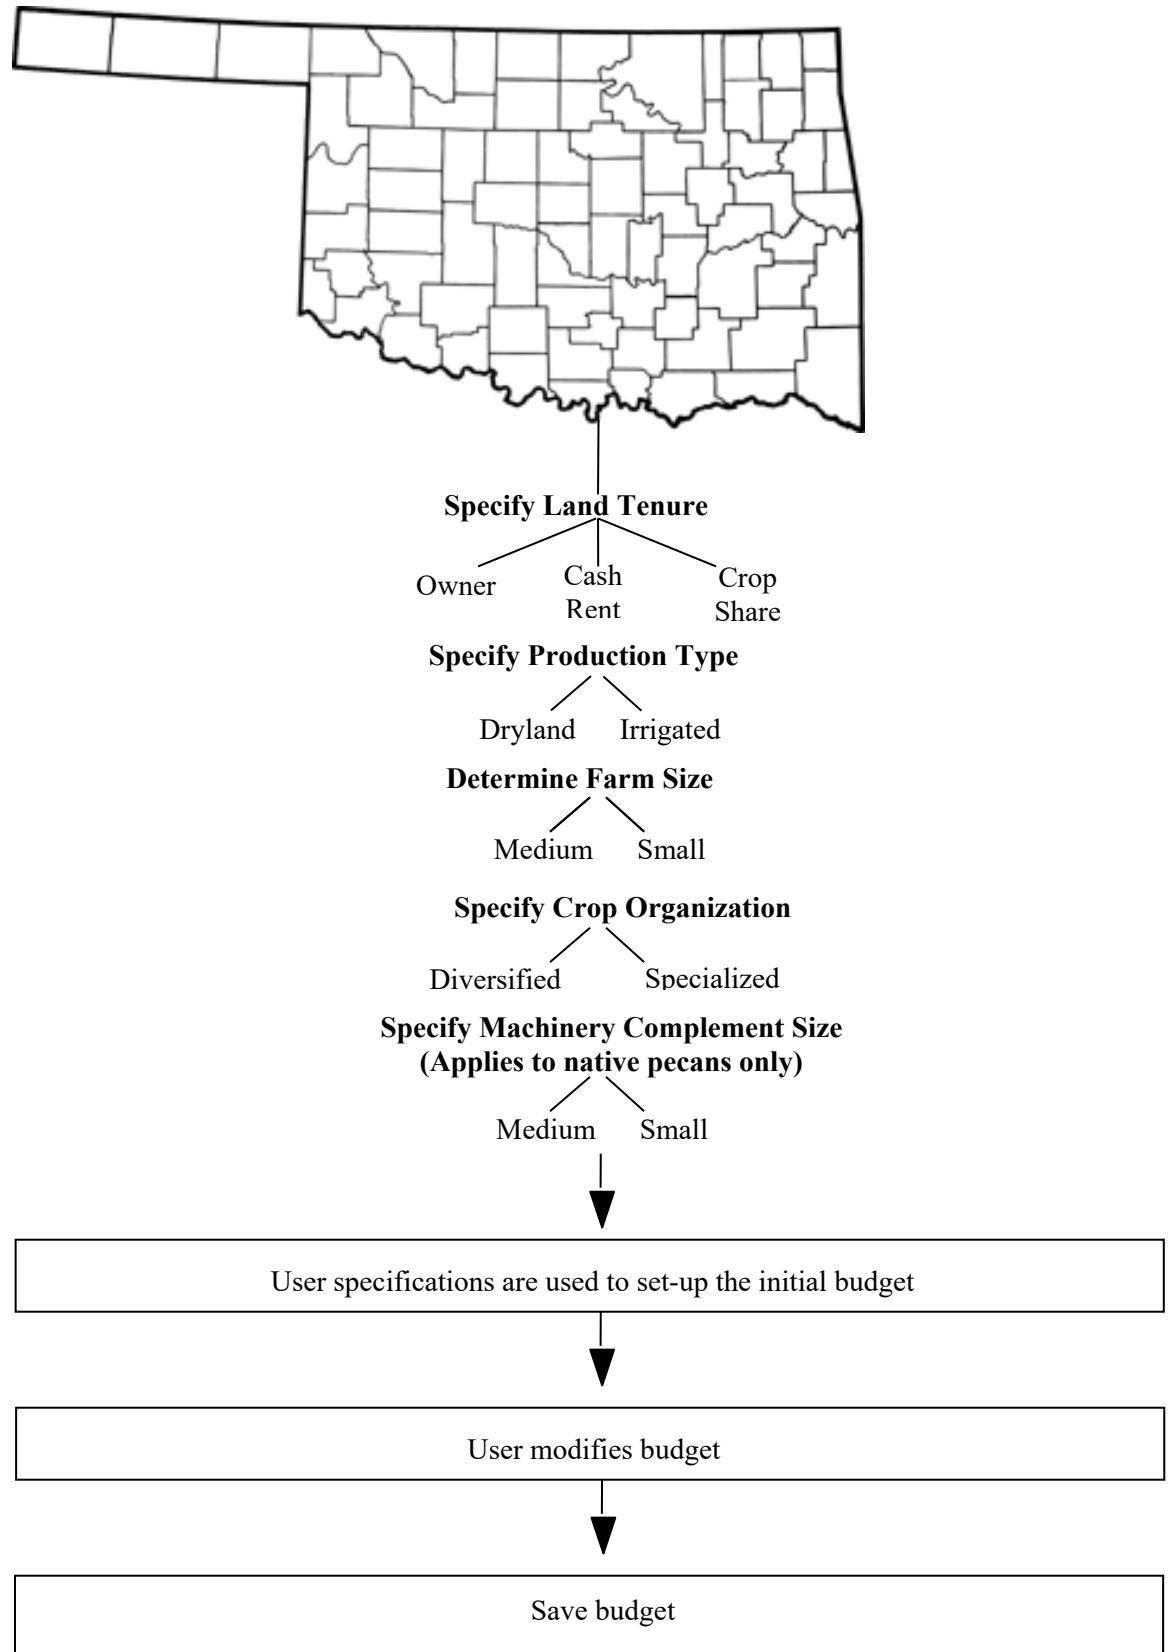 Specify Land Tenure
Owner
Cash
Rent
Crop
Share
Specify Production Type
Dryland
Irrigated
Determine Farm Size
Medium
Small
Specify Crop Organization
Diversified
Specialized
Specify Machinery Complement Size
(Applies to native pecans only)
Medium
Small
User specifications are used to set-up the initial budget
User modifies budget
Save budget